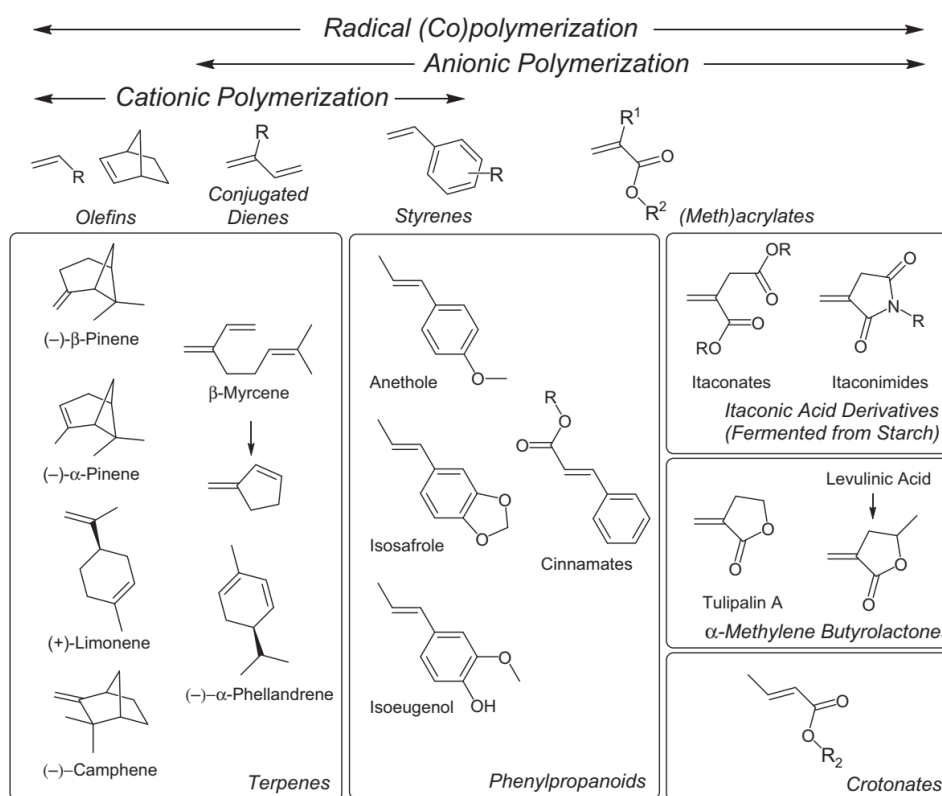 Radical (Co)polymerization
Anionic Polymerization
Cationic Polymerization
R
R
R
R¹
O
O
R²
Olefins
Conjugated
Dienes
Styrenes
(Meth)acrylates
(−)-β-Pinene
β-Myrcene
(−)-α-Pinene
(+)-Limonene
(−)−α-Phellandrene
(−)−Camphene
Terpenes
O
Anethole
R
O
O
O
O
Isosafrole
Cinnamates
O
OH
Isoeugenol
Phenylpropanoids
OR
O
O
RO
Itaconates
O
N
R
O
Itaconimides
Itaconic Acid Derivatives
(Fermented from Starch)
Levulinic Acid
O
O
O
O
Tulipalin A
α-Methylene Butyrolactones
O
O
R₂
Crotonates